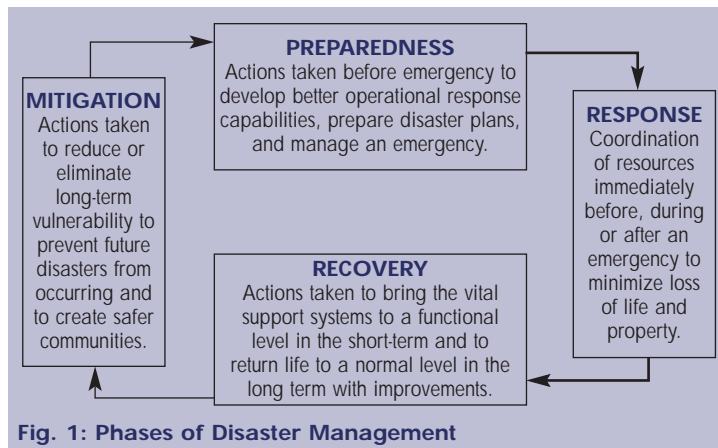 PREPAREDNESS
Actions taken before emergency to
develop better operational response
capabilities, prepare disaster plans,
and manage an emergency.
MITIGATION
Actions taken
to reduce or
eliminate
long-term
vulnerability to
prevent future
disasters from
occurring and
to create safer
communities.
RESPONSE
Coordination
of resources
immediately
before, during
or after an
emergency to
minimize loss
of life and
property.
RECOVERY
Actions taken to bring the vital
support systems to a functional
level in the short-term and to
return life to a normal level in the
long term with improvements.
Fig. 1: Phases of Disaster Management